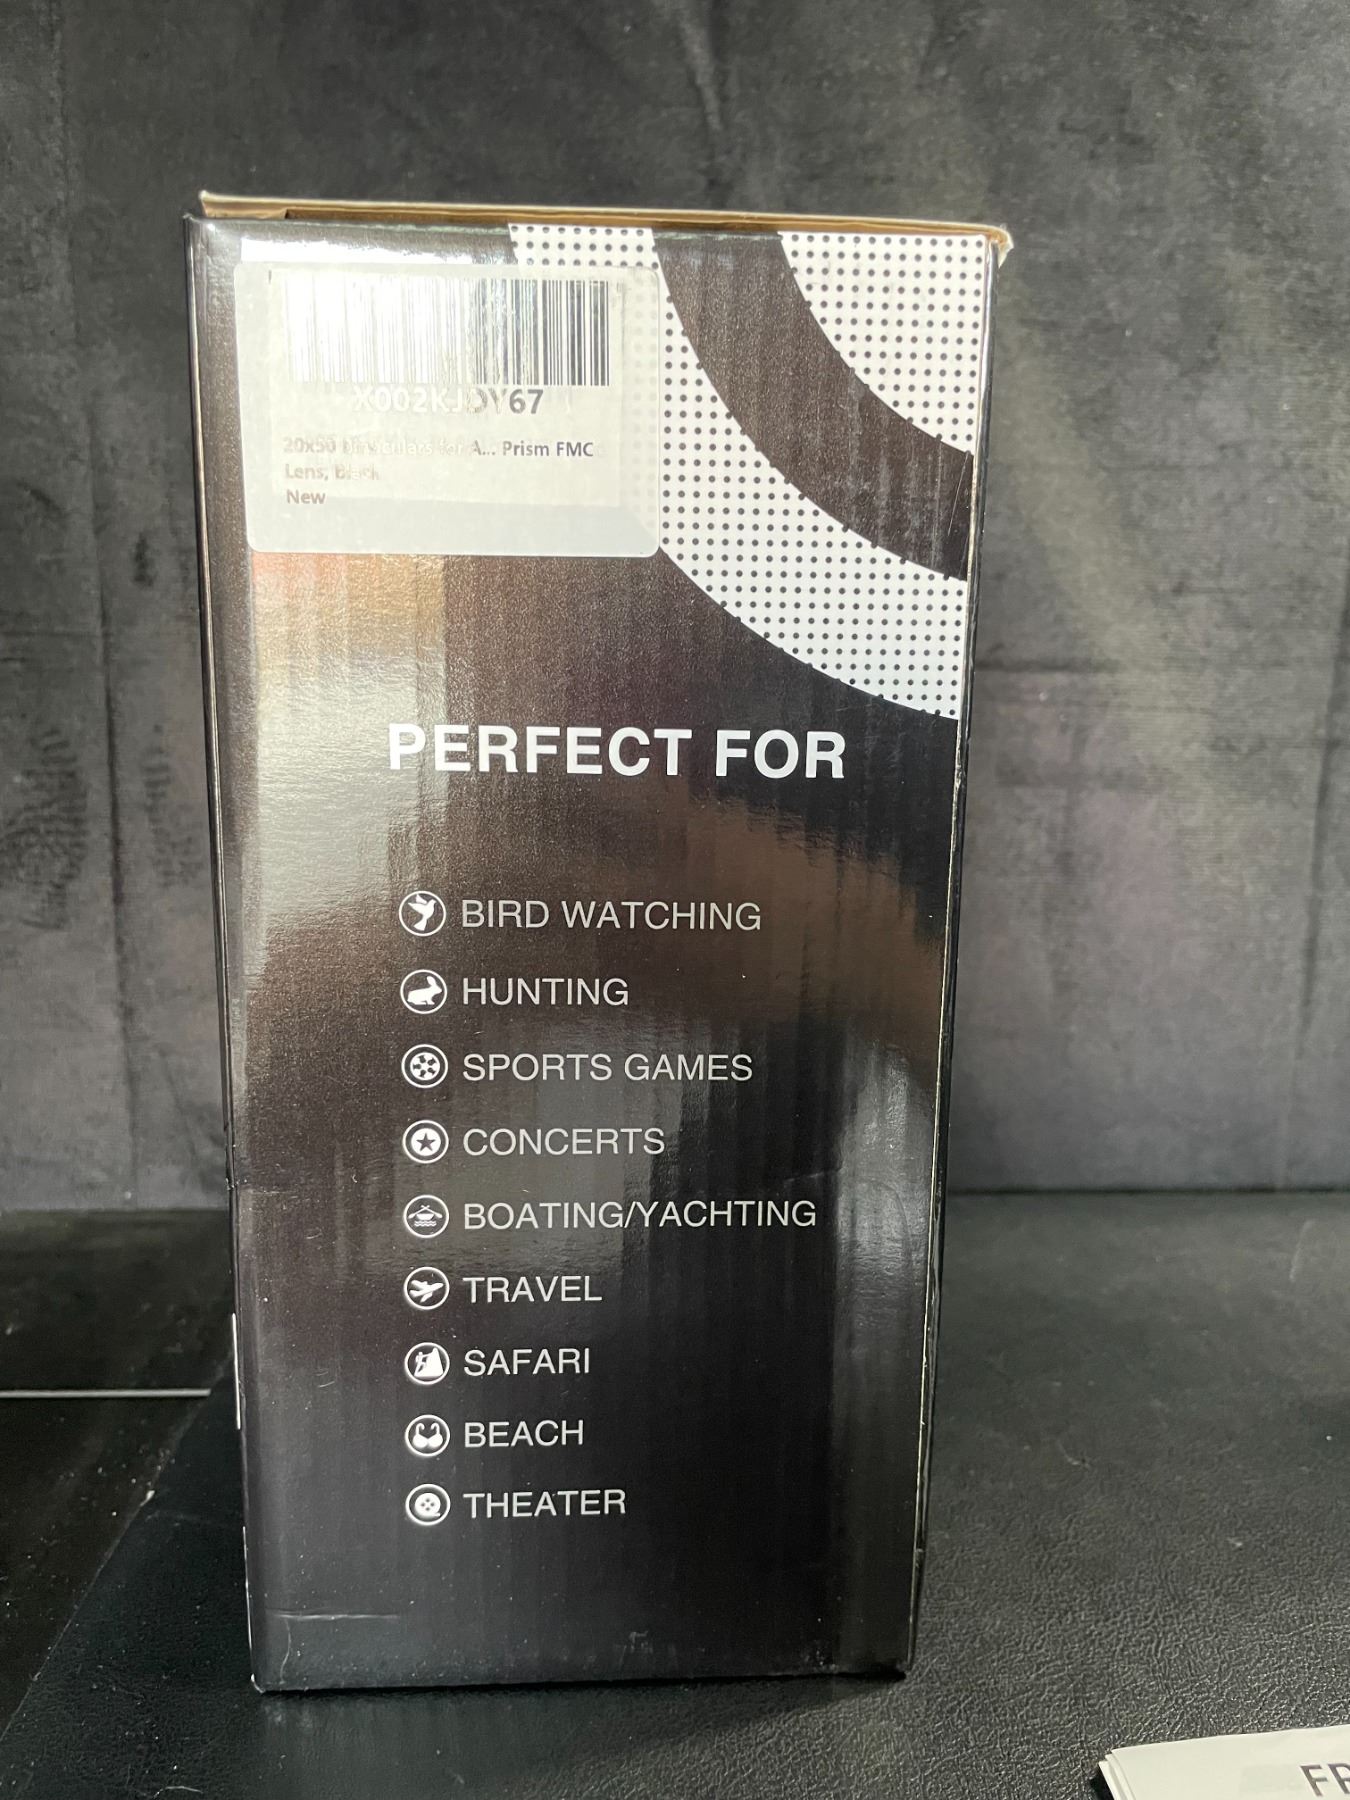 X002KJOY67
20x50 Binoculars for A... Prism FMC
Lens, Black
New
PERFECT FOR
BIRD WATCHING
HUNTING
SPORTS GAMES
CONCERTS
BOATING/YACHTING
TRAVEL
SAFARI
BEACH
THEATER